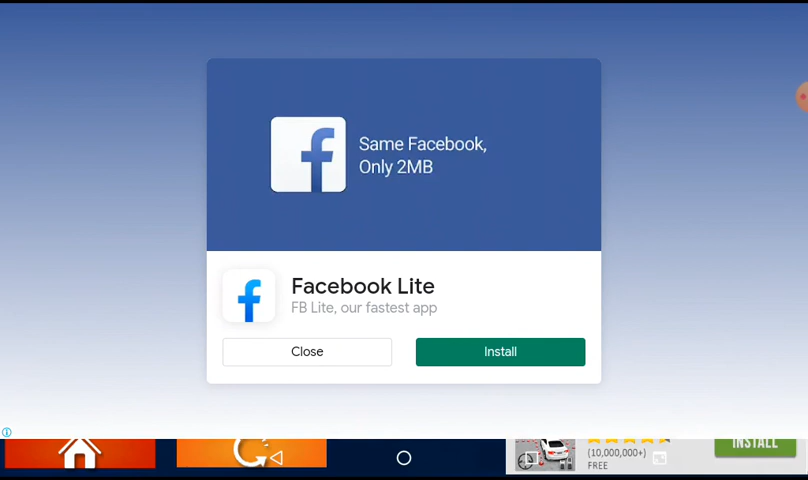 Same Facebook,
Only 2MB
Facebook Lite
FB Lite, our fastest app
Close
Install
INSTALL
(10,000,000+)
FREE